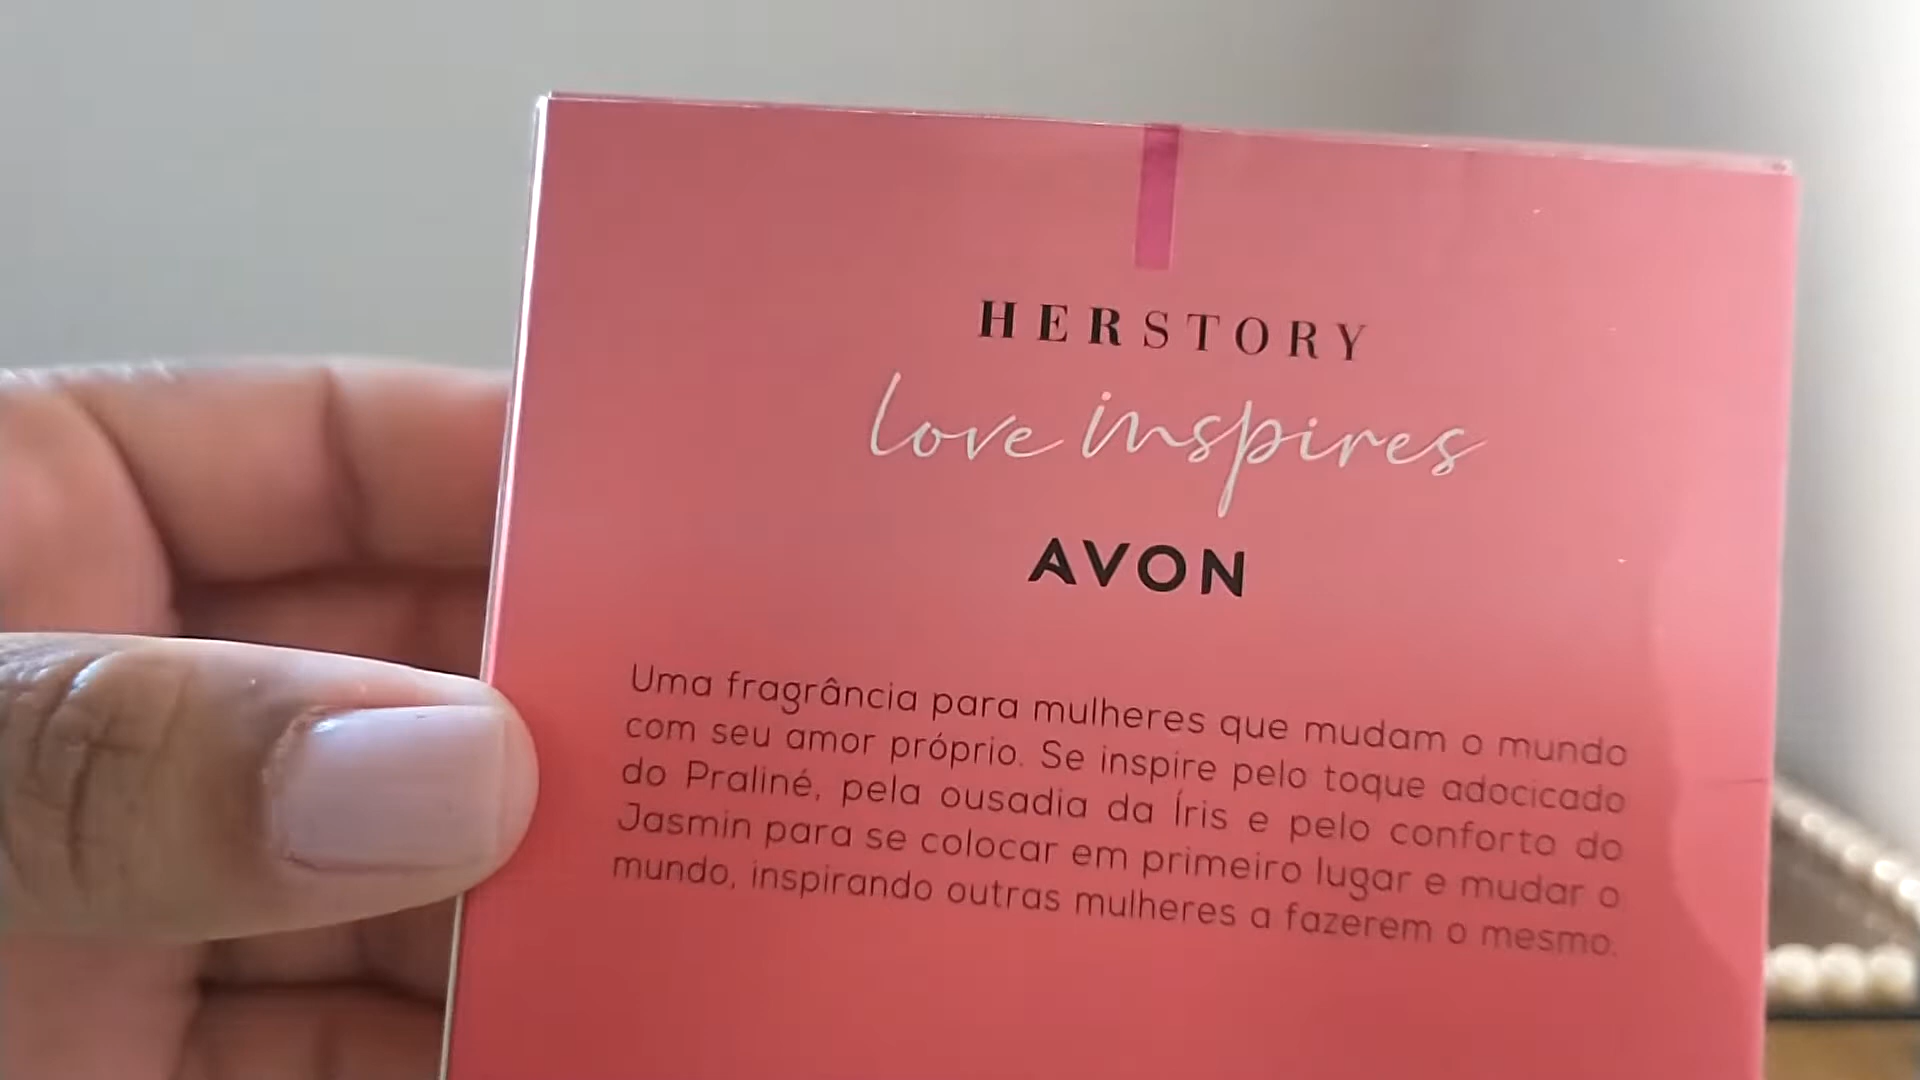 HERSTORY
love inspires
AVON
Uma fragrância para mulheres que mudam o mundo
com seu amor próprio. Se inspire pelo toque adocicado
do Praliné, pela ousadia da Íris e pelo conforto do
Jasmin para se colocar em primeiro lugar e mudar o
mundo, inspirando outras mulheres a fazerem o mesmo.